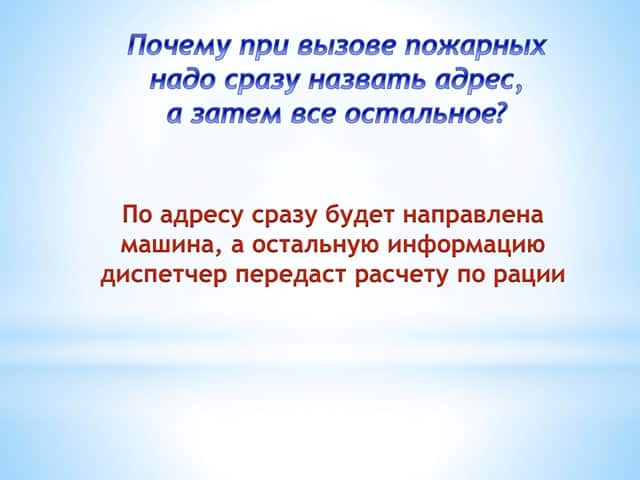 Почему при вызове пожарных
надо сразу назвать адрес,
а затем все остальное?
По адресу сразу будет направлена
машина, а остальную информацию
диспетчер передаст расчету по рации